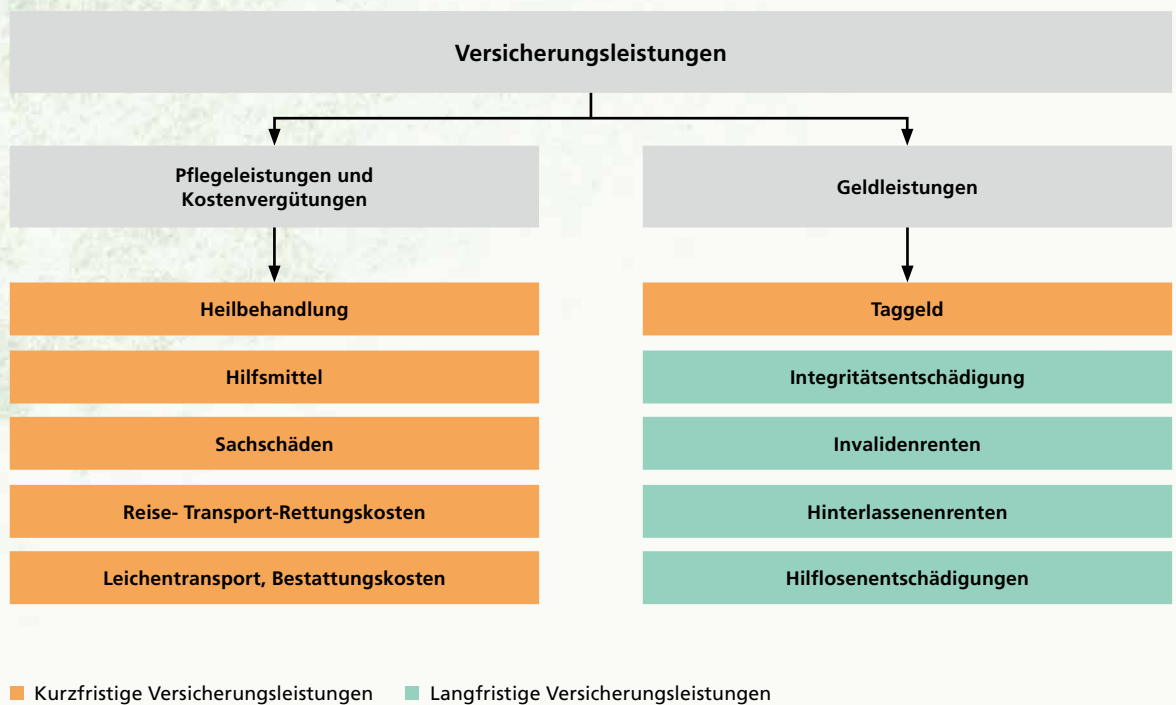 Versicherungsleistungen
Pflegeleistungen und
Kostenvergütungen
Heilbehandlung
Hilfsmittel
Sachschäden
Reise- Transport-Rettungskosten
Leichentransport, Bestattungskosten
Geldleistungen
Taggeld
Integritätsentschädigung
Invalidenrenten
Hinterlassenenrenten
Hilflosenentschädigungen
Kurzfristige Versicherungsleistungen
Langfristige Versicherungsleistungen